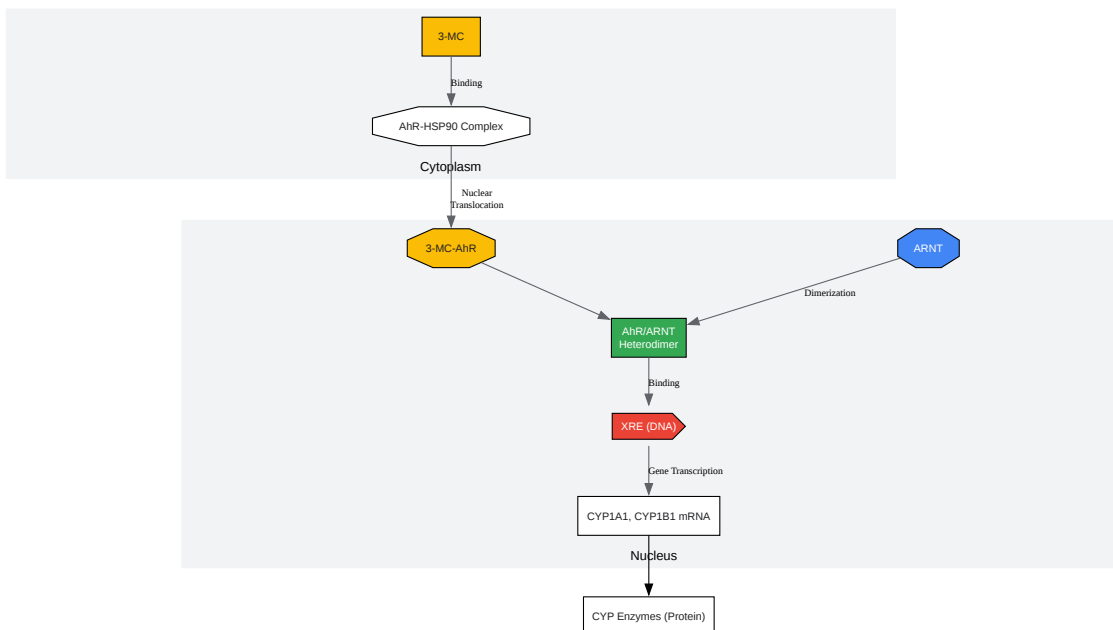 3-MC
Binding
AhR-HSP90 Complex
Cytoplasm
Nuclear
Translocation
3-MC-AhR
ARNT
Dimerization
AhR/ARNT
Heterodimer
Binding
XRE (DNA)
Gene Transcription
CYP1A1, CYP1B1 mRNA
Nucleus
CYP Enzymes (Protein)